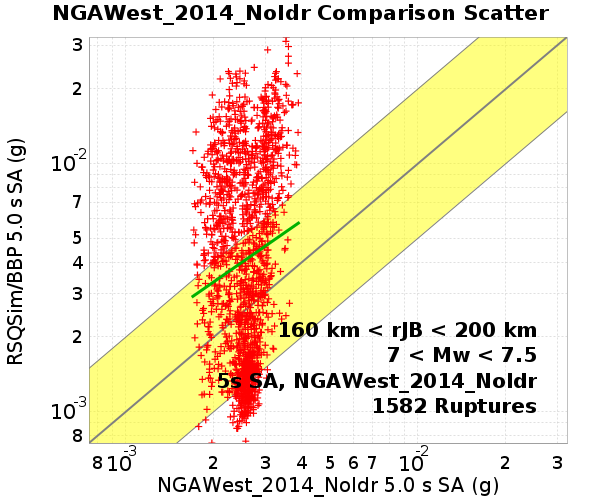 NGAWest_2014_NoIdr Comparison Scatter
3
2
10-2
7
5
4
3
2
10-3
8
RSQSim/BBP 5.0 s SA (g)
160 km < rJB < 200 km
7 < Mw < 7.5
5s SA, NGAWest_2014_NoIdr
1582 Ruptures
8 10-3 2 3 4 5 6 7 10-2 2 3
NGAWest_2014_NoIdr 5.0 s SA (g)